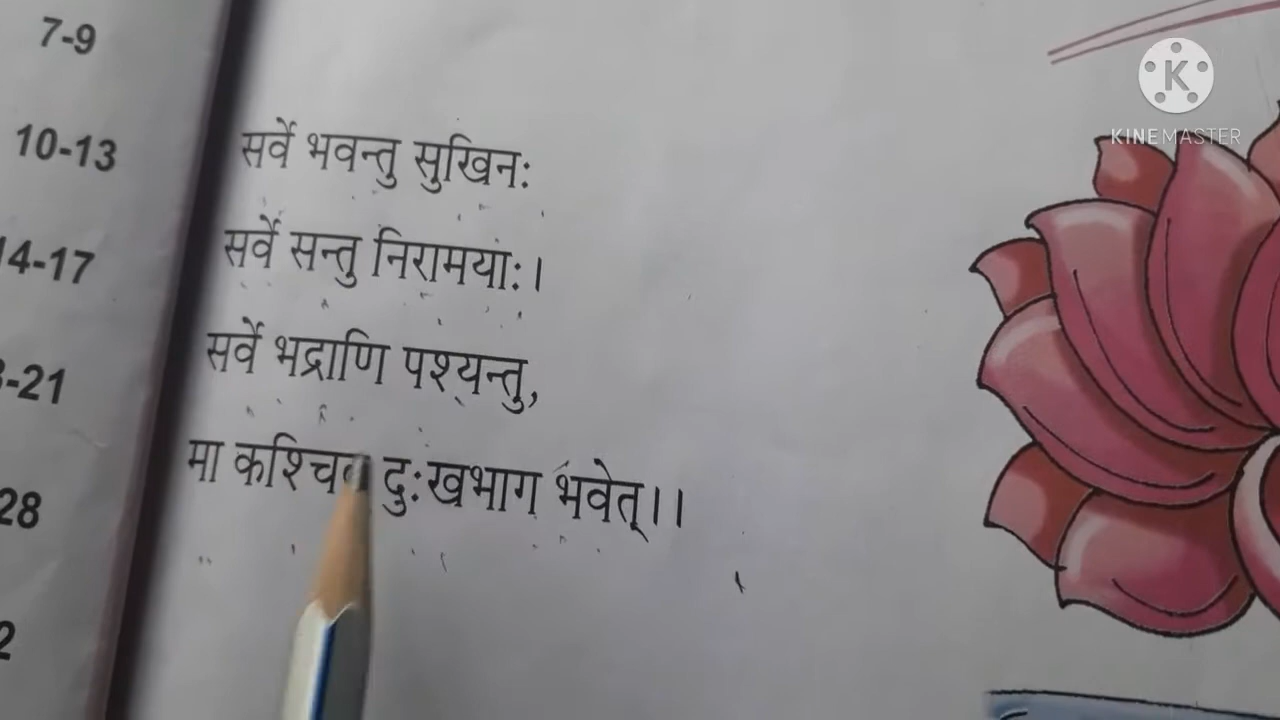 7-9
10-13
14-17
-21
28
2
सर्वे भवन्तु सुखिनः
सर्वे सन्तु निरामयाः।
सर्वे भद्राणि पश्यन्तु,
मा दुःखभाग भवेत्।।
K
KINEMASTER